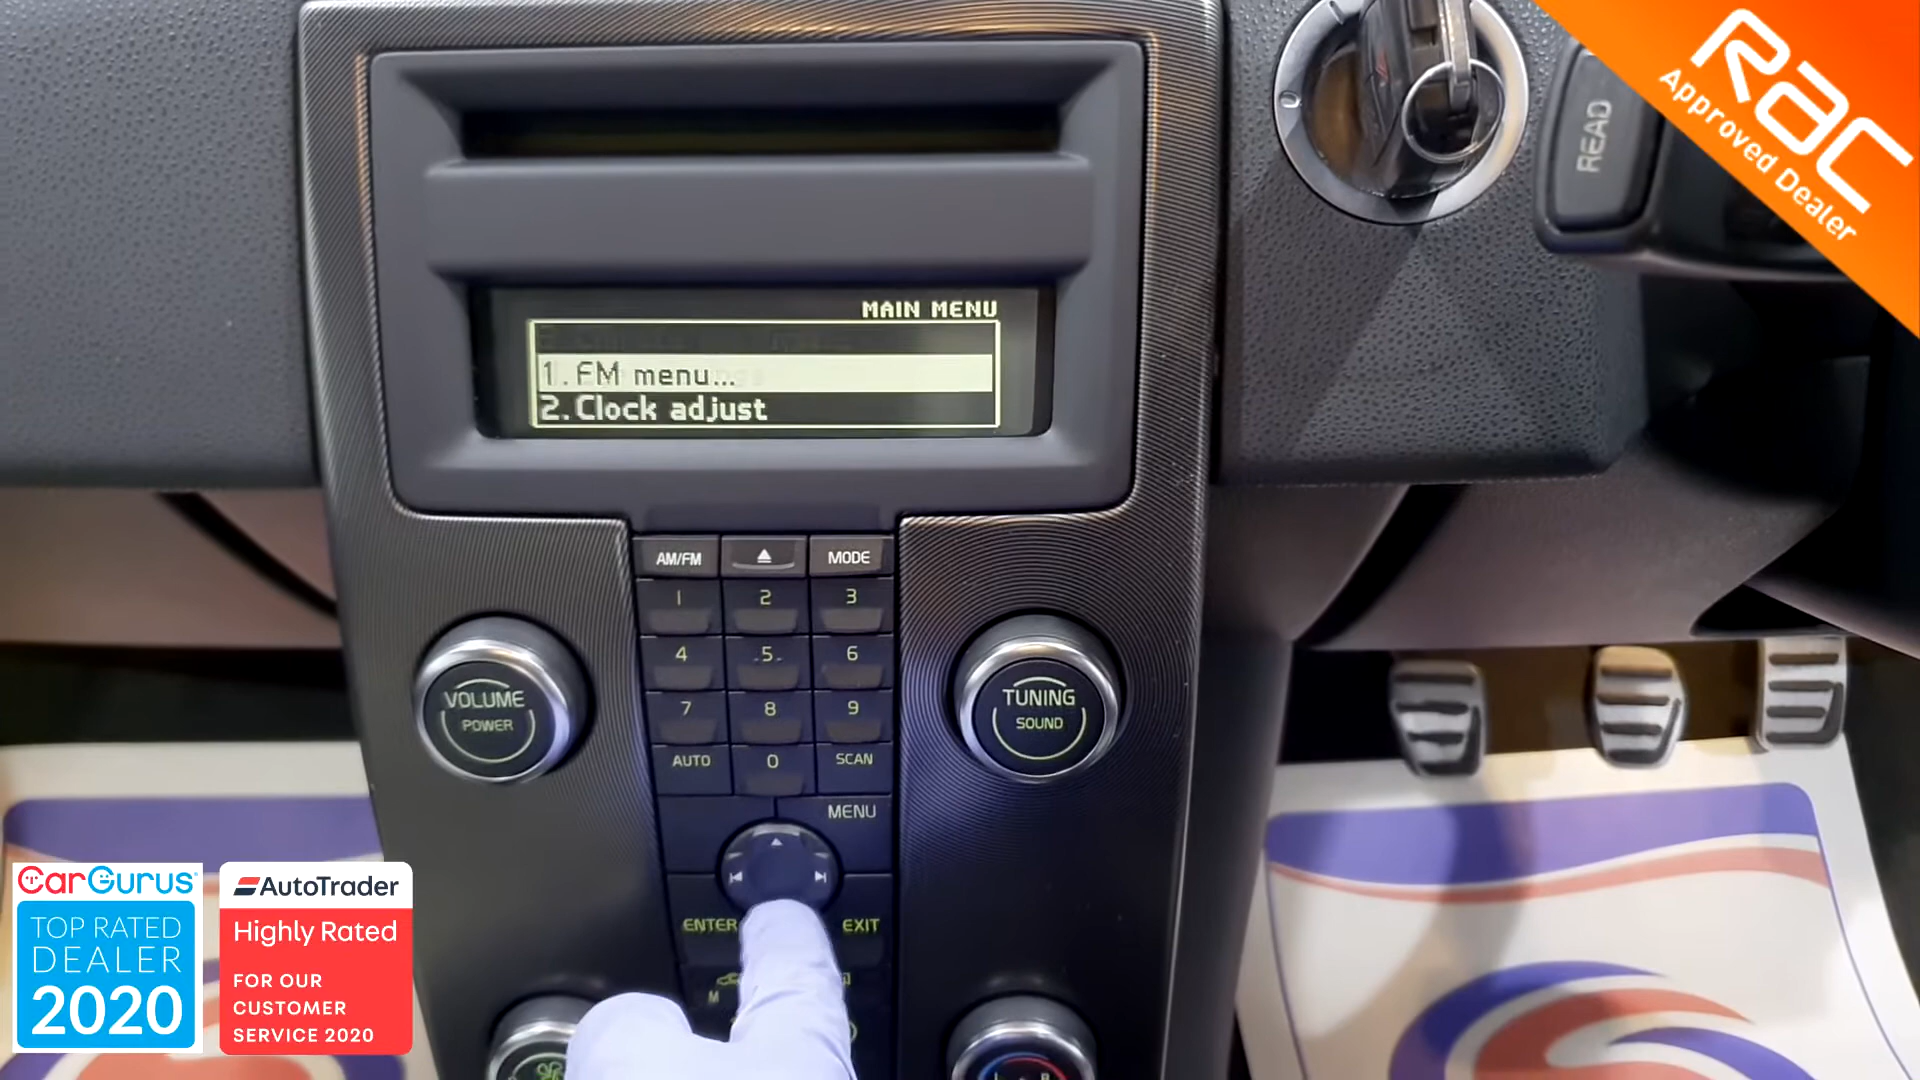 RAC
Approved Dealer
READ
MAIN MENU
1. FM menu...
2. Clock adjust
AM/FM
MODE
1
2
3
4
5
6
7
8
9
AUTO
0
SCAN
VOLUME
POWER
TUNING
SOUND
MENU
ENTER
EXIT
M
CarGurus
TOP RATED
DEALER
2020
AutoTrader
Highly Rated
FOR OUR
CUSTOMER
SERVICE 2020